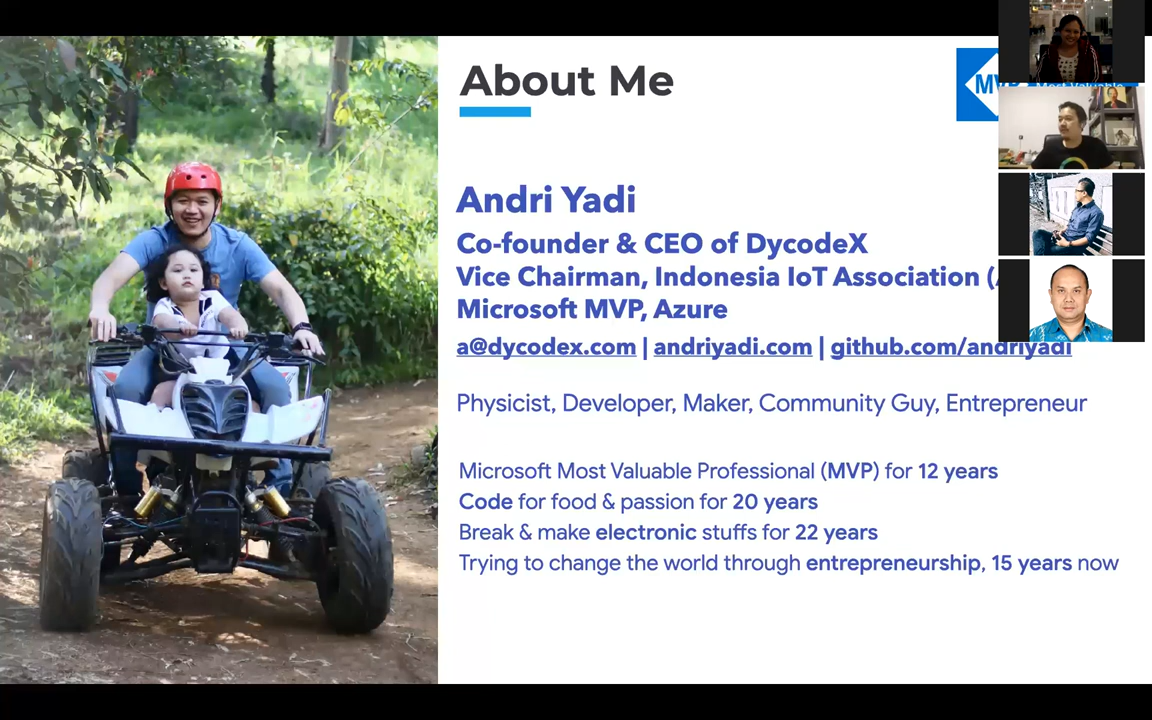 About Me
MVP
Most Valuable
Andri Yadi
Co-founder & CEO of DycodeX
Vice Chairman, Indonesia IoT Association (
Microsoft MVP, Azure
a@dycodex.com | andriyadi.com | github.com/andriyadi
Physicist, Developer, Maker, Community Guy, Entrepreneur
Microsoft Most Valuable Professional (MVP) for 12 years
Code for food & passion for 20 years
Break & make electronic stuffs for 22 years
Trying to change the world through entrepreneurship, 15 years now